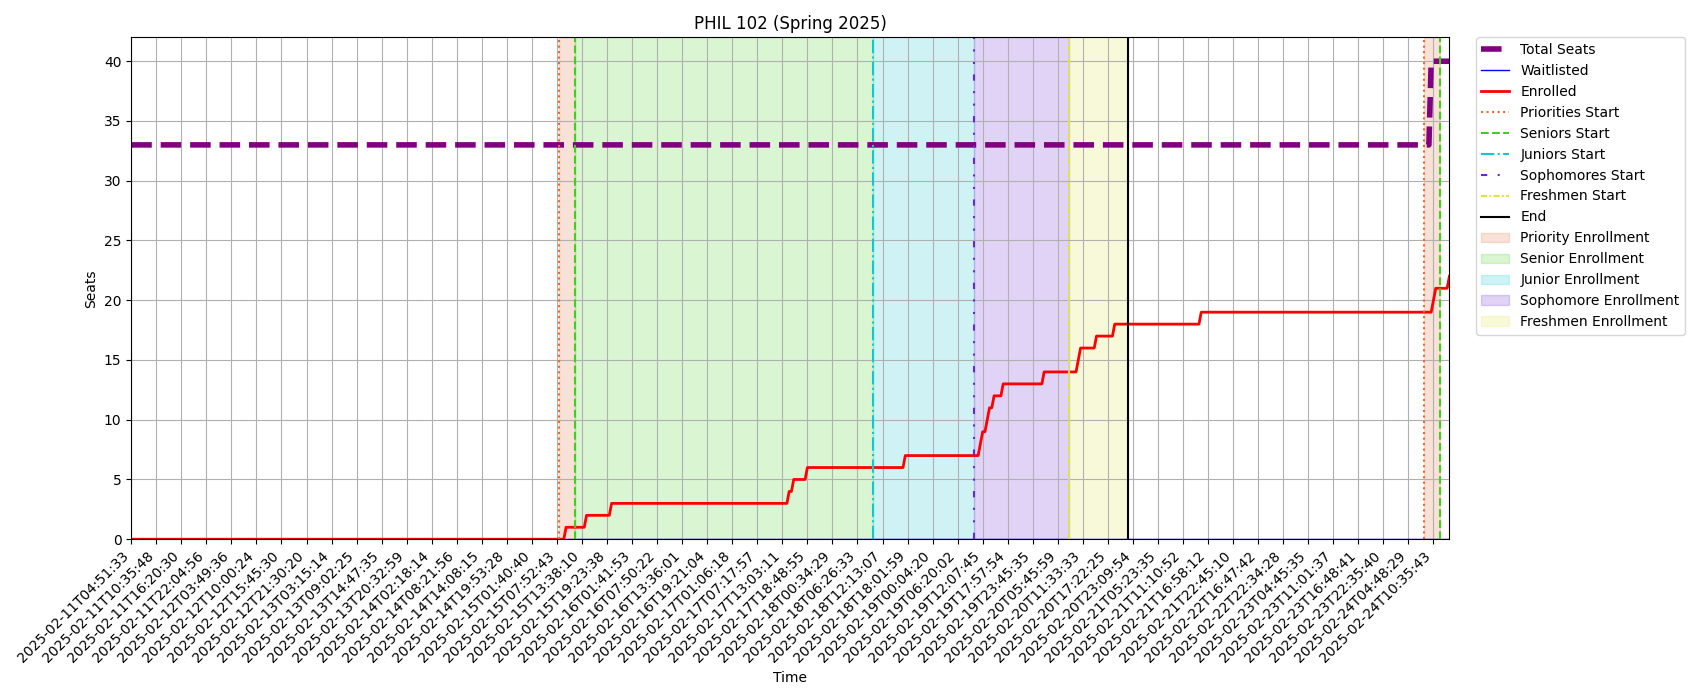 PHIL 102 (Spring 2025)
Seats
40
35
30
25
20
15
10
5
0
2025-02-11T04:51:33
2025-02-11T10:35:48
2025-02-11T16:20:30
2025-02-11T22:04:56
2025-02-12T03:49:36
2025-02-12T10:00:24
2025-02-12T15:45:30
2025-02-12T21:30:20
2025-02-13T03:15:14
2025-02-13T09:02:25
2025-02-13T14:47:35
2025-02-13T20:32:59
2025-02-14T02:18:14
2025-02-14T08:21:56
2025-02-14T14:08:15
2025-02-14T19:53:28
2025-02-15T01:40:40
2025-02-15T07:52:43
2025-02-15T13:38:10
2025-02-15T19:23:38
2025-02-16T01:41:53
2025-02-16T07:50:22
2025-02-16T13:36:01
2025-02-16T19:21:04
2025-02-17T01:06:18
2025-02-17T07:17:57
2025-02-17T13:03:11
2025-02-17T18:48:55
2025-02-18T00:34:29
2025-02-18T06:26:33
2025-02-18T12:13:07
2025-02-18T18:01:59
2025-02-19T00:04:20
2025-02-19T06:20:02
2025-02-19T12:07:45
2025-02-19T17:57:54
2025-02-19T23:45:35
2025-02-20T05:45:59
2025-02-20T11:33:33
2025-02-20T17:22:25
2025-02-20T23:09:54
2025-02-21T05:23:35
2025-02-21T11:10:52
2025-02-21T16:58:12
2025-02-21T22:45:10
2025-02-22T16:47:42
2025-02-22T22:34:28
2025-02-23T04:45:35
2025-02-23T11:01:37
2025-02-23T16:48:41
2025-02-23T22:35:40
2025-02-24T04:48:29
2025-02-24T10:35:43
Time
Total Seats
Waitlisted
Enrolled
Priorities Start
Seniors Start
Juniors Start
Sophomores Start
Freshmen Start
End
Priority Enrollment
Senior Enrollment
Junior Enrollment
Sophomore Enrollment
Freshmen Enrollment